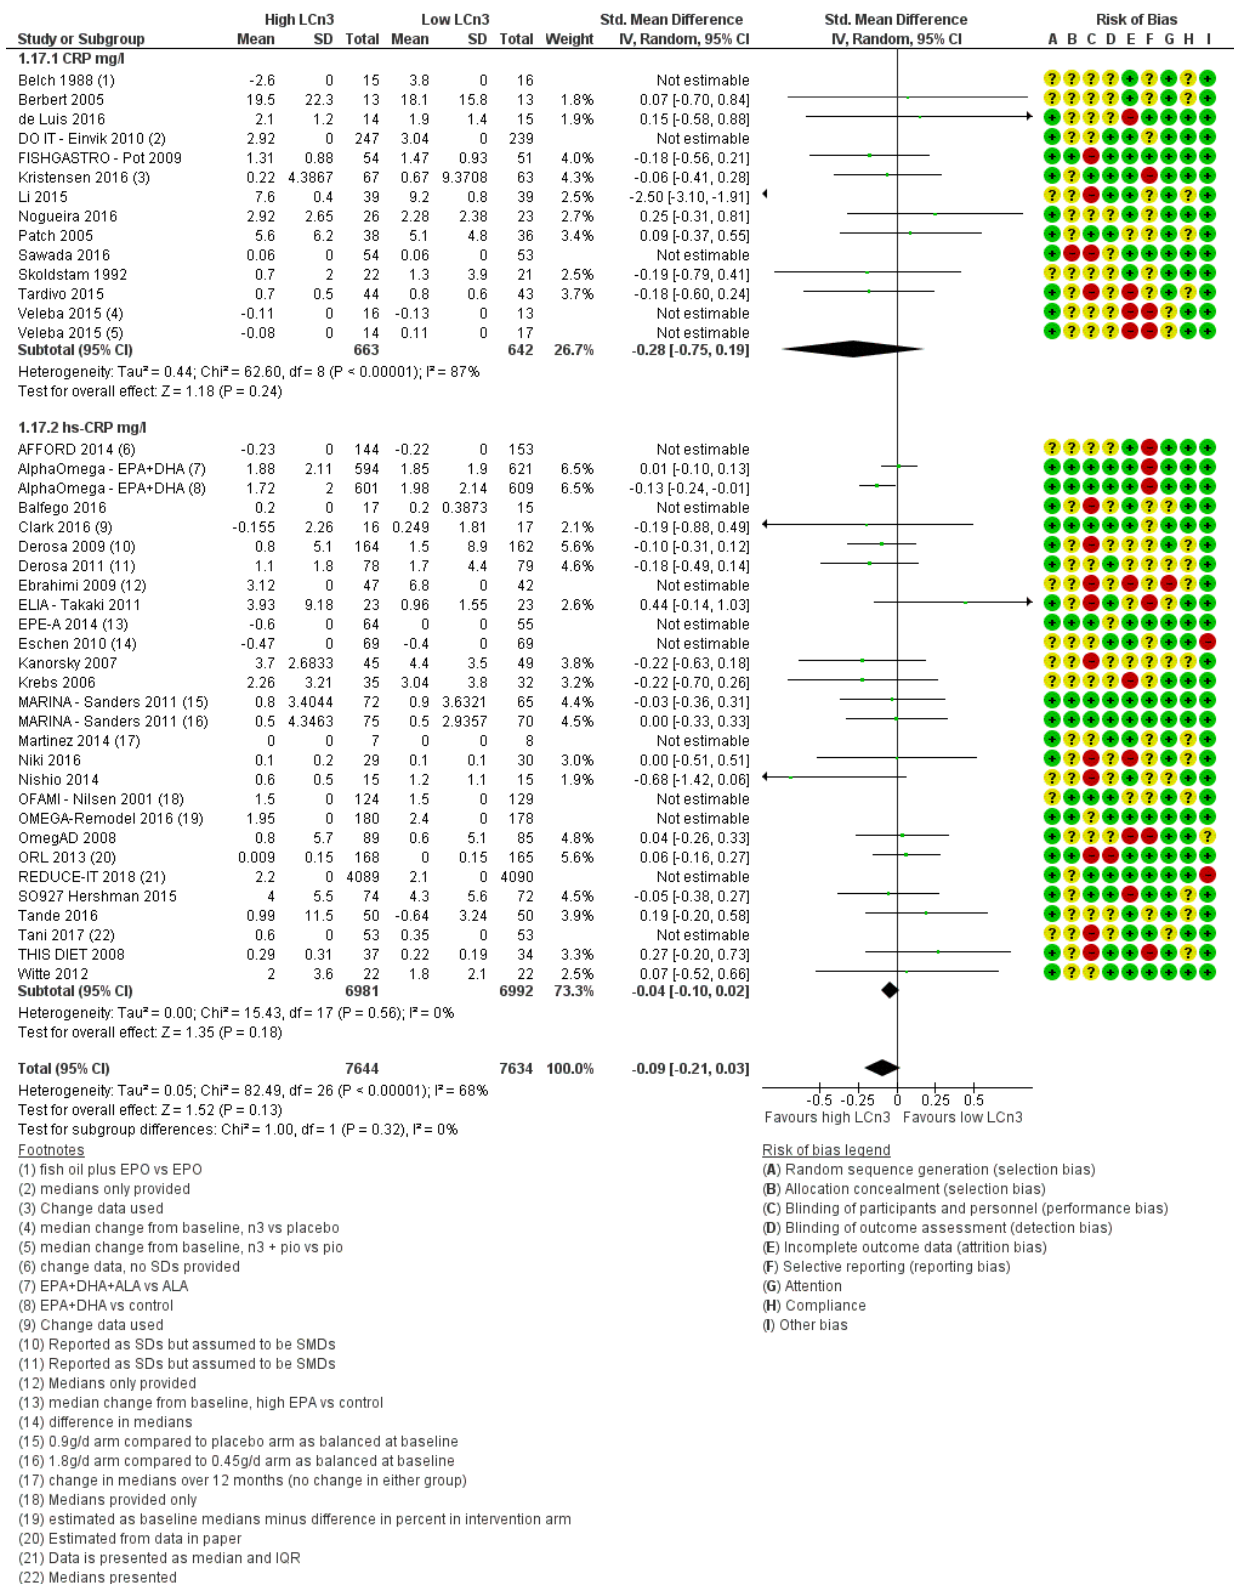 High LCn3 Low LCn3 Std. Mean Difference Std. Mean Difference Risk of Bias
Study or Subgroup Mean SD Total Mean SD Total Weight IV, Random, 95% CI IV, Random, 95% CI A B C D E F G H I
1.17.1 CRP mg/l
Belch 1988 (1) -2.6 0 15 3.8 0 16 Not estimable ? ? ? ? + ? + ? +
Berbert 2005 19.5 22.3 13 18.1 15.8 13 1.8% 0.07 [-0.70, 0.84]
de Luis 2016 2.1 1.2 14 1.9 1.4 15 1.9% 0.15 [-0.58, 0.88]
DO IT - Einvik 2010 (2) 2.92 0 247 3.04 0 239 Not estimable
FISHGASTRO - Pot 2009 1.31 0.88 54 1.47 0.93 51 4.0% -0.18 [-0.56, 0.21]
Kristensen 2016 (3) 0.22 4.3867 67 0.67 9.3708 63 4.3% -0.06 [-0.41, 0.28]
Li 2015 7.6 0.4 39 9.2 0.8 39 2.5% -2.50 [-3.10, -1.91]
Nogueira 2016 2.92 2.65 26 2.28 2.38 23 2.7% 0.25 [-0.31, 0.81]
Patch 2005 5.6 6.2 38 5.1 4.8 36 3.4% 0.09 [-0.37, 0.55]
Sawada 2016 0.06 0 54 0.06 0 53 Not estimable
Skoldstam 1992 0.7 2 22 1.3 3.9 21 2.5% -0.19 [-0.79, 0.41]
Tardivo 2015 0.7 0.5 44 0.8 0.6 43 3.7% -0.18 [-0.60, 0.24]
Veleba 2015 (4) -0.11 0 16 -0.13 0 13 Not estimable
Veleba 2015 (5) -0.08 0 14 0.11 0 17 Not estimable
Subtotal (95% CI) 663 642 26.7% -0.28 [-0.75, 0.19]
Heterogeneity: Tau² = 0.44; Chi² = 62.60, df = 8 (P < 0.00001); I² = 87%
Test for overall effect: Z = 1.18 (P = 0.24)
1.17.2 hs-CRP mg/l
AFFORD 2014 (6) -0.23 0 144 -0.22 0 153 Not estimable
AlphaOmega - EPA+DHA (7) 1.88 2.11 594 1.85 1.9 621 6.5% 0.01 [-0.10, 0.13]
AlphaOmega - EPA+DHA (8) 1.72 2 601 1.98 2.14 609 6.5% -0.13 [-0.24, -0.01]
Balfego 2016 0.2 0 17 0.2 0.3873 15 Not estimable
Clark 2016 (9) -0.155 2.26 16 0.249 1.81 17 2.1% -0.19 [-0.88, 0.49]
Derosa 2009 (10) 0.8 5.1 164 1.5 8.9 162 5.6% -0.10 [-0.31, 0.12]
Derosa 2011 (11) 1.1 1.8 78 1.7 4.4 79 4.6% -0.18 [-0.49, 0.14]
Ebrahimi 2009 (12) 3.12 0 47 6.8 0 42 Not estimable
ELIA - Takaki 2011 3.93 9.18 23 0.96 1.55 23 2.6% 0.44 [-0.14, 1.03]
EPE-A 2014 (13) -0.6 0 64 0 0 55 Not estimable
Eschen 2010 (14) -0.47 0 69 -0.4 0 69 Not estimable
Kanorsky 2007 3.7 2.6833 45 4.4 3.5 49 3.8% -0.22 [-0.63, 0.18]
Krebs 2006 2.26 3.21 35 3.04 3.8 32 3.2% -0.22 [-0.70, 0.26]
MARINA - Sanders 2011 (15) 0.8 3.4044 72 0.9 3.6321 65 4.4% -0.03 [-0.36, 0.31]
MARINA - Sanders 2011 (16) 0.5 4.3463 75 0.5 2.9357 70 4.5% 0.00 [-0.33, 0.33]
Martinez 2014 (17) 0 0 7 0 0 8 Not estimable
Niki 2016 0.1 0.2 29 0.1 0.1 30 3.0% 0.00 [-0.51, 0.51]
Nishio 2014 0.6 0.5 15 1.2 1.1 15 1.9% -0.68 [-1.42, 0.06]
OFAMI - Nilsen 2001 (18) 1.5 0 124 1.5 0 129 Not estimable
OMEGA-Remodel 2016 (19) 1.95 0 180 2.4 0 178 Not estimable
OmegAD 2008 0.8 5.7 89 0.6 5.1 85 4.8% 0.04 [-0.26, 0.33]
ORL 2013 (20) 0.009 0.15 168 0 0.15 165 5.6% 0.06 [-0.16, 0.27]
REDUCE-IT 2018 (21) 2.2 0 4089 2.1 0 4090 Not estimable
SO927 Hershman 2015 4 5.5 74 4.3 5.6 72 4.5% -0.05 [-0.38, 0.27]
Tande 2016 0.99 11.5 50 -0.64 3.24 50 3.9% 0.19 [-0.20, 0.58]
Tani 2017 (22) 0.6 0 53 0.35 0 53 Not estimable
THIS DIET 2008 0.29 0.31 37 0.22 0.19 34 3.3% 0.27 [-0.20, 0.73]
Witte 2012 2 3.6 22 1.8 2.1 22 2.5% 0.07 [-0.52, 0.66]
Subtotal (95% CI) 6981 6992 73.3% -0.04 [-0.10, 0.02]
Heterogeneity: Tau² = 0.00; Chi² = 15.43, df = 17 (P = 0.56); I² = 0%
Test for overall effect: Z = 1.35 (P = 0.18)
Total (95% CI) 7644 7634 100.0% -0.09 [-0.21, 0.03]
Heterogeneity: Tau² = 0.05; Chi² = 82.49, df = 26 (P < 0.00001); I² = 68%
Test for overall effect: Z = 1.52 (P = 0.13)
Test for subgroup differences: Chi² = 1.00, df = 1 (P = 0.32), I² = 0%
-0.5 -0.25 0 0.25 0.5
Favours high LCn3 Favours low LCn3
Footnotes
(1) fish oil plus EPO vs EPO
(2) medians only provided
(3) Change data used
(4) median change from baseline, n3 vs placebo
(5) median change from baseline, n3 + pio vs pio
(6) change data, no SDs provided
(7) EPA+DHA+ALA vs ALA
(8) EPA+DHA vs control
(9) Change data used
(10) Reported as SDs but assumed to be SMDs
(11) Reported as SDs but assumed to be SMDs
(12) Medians only provided
(13) median change from baseline, high EPA vs control
(14) difference in medians
(15) 0.9g/d arm compared to placebo arm as balanced at baseline
(16) 1.8g/d arm compared to 0.45g/d arm as balanced at baseline
(17) change in medians over 12 months (no change in either group)
(18) Medians provided only
(19) estimated as baseline medians minus difference in percent in intervention arm
(20) Estimated from data in paper
(21) Data is presented as median and IQR
(22) Medians presented
Risk of bias legend
(A) Random sequence generation (selection bias)
(B) Allocation concealment (selection bias)
(C) Blinding of participants and personnel (performance bias)
(D) Blinding of outcome assessment (detection bias)
(E) Incomplete outcome data (attrition bias)
(F) Selective reporting (reporting bias)
(G) Attention
(H) Compliance
(I) Other bias